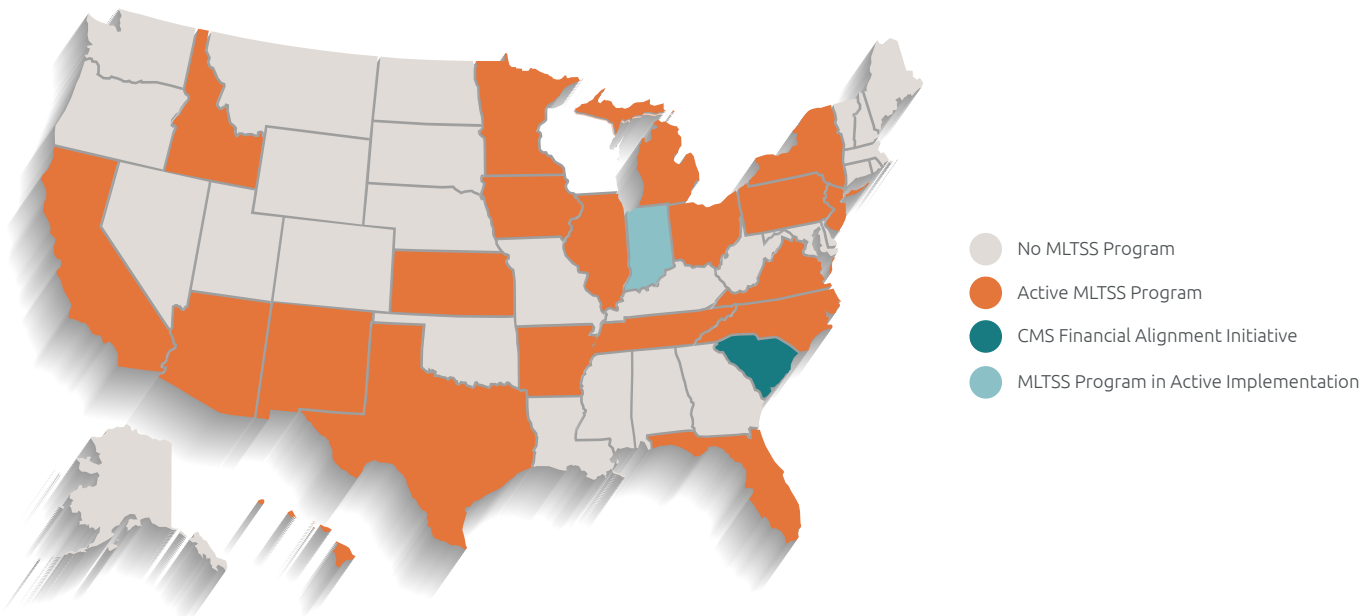 No MLTSS Program
Active MLTSS Program
CMS Financial Alignment Initiative
MLTSS Program in Active Implementation